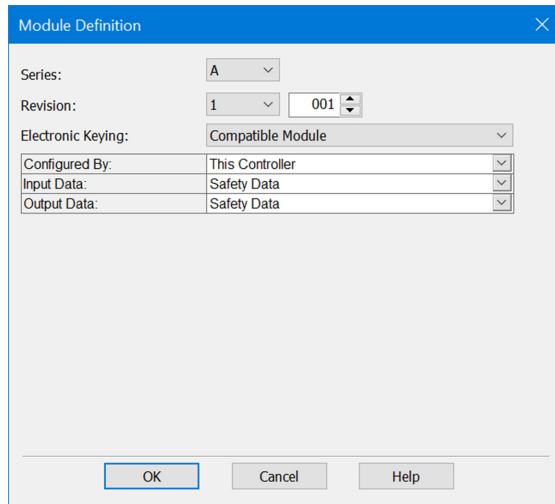 Module Definition
Series: A
Revision: 1 001
Electronic Keying: Compatible Module
Configured By: This Controller
Input Data: Safety Data
Output Data: Safety Data
OK Cancel Help